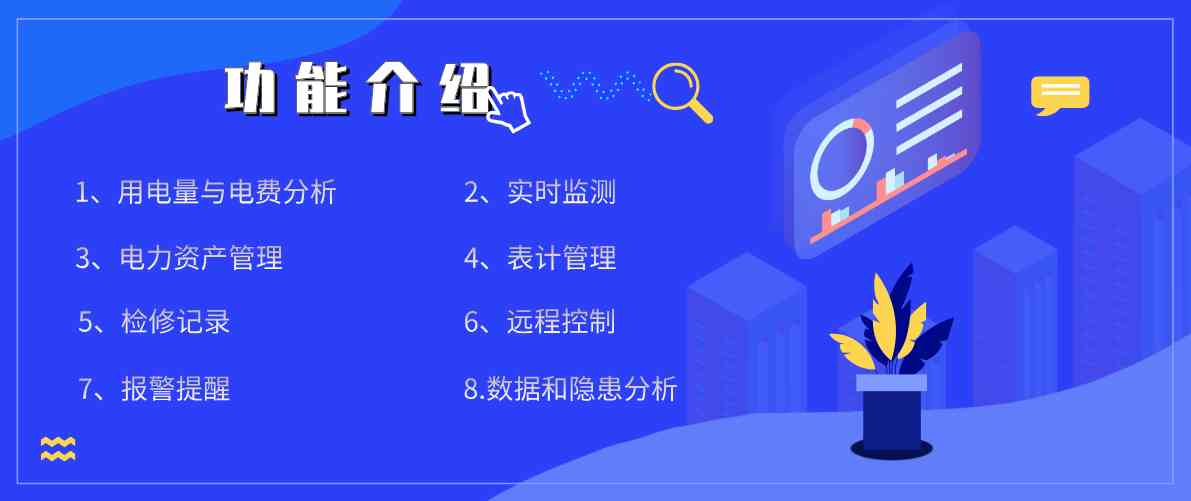 功能介绍
1、用电量与电费分析
2、实时监测
3、电力资产管理
4、表计管理
5、检修记录
6、远程控制
7、报警提醒
8.数据和隐患分析